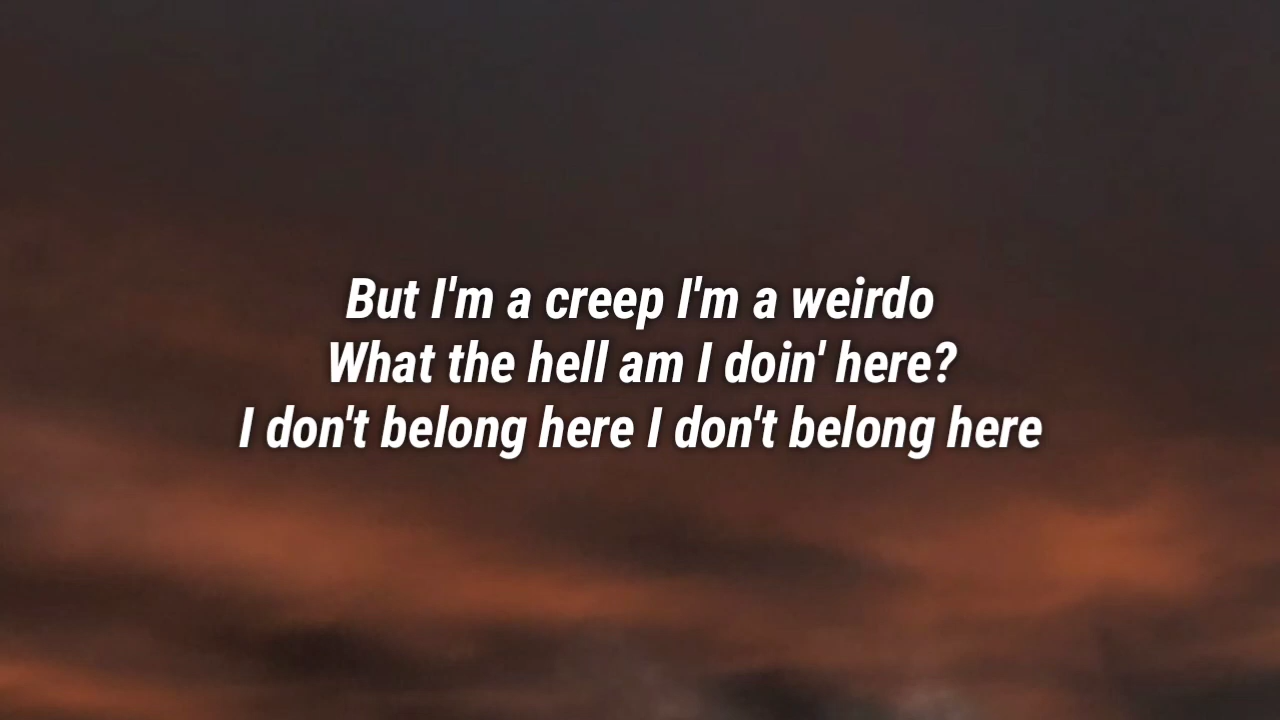 But I'm a creep I'm a weirdo
What the hell am I doin' here?
I don't belong here I don't belong here